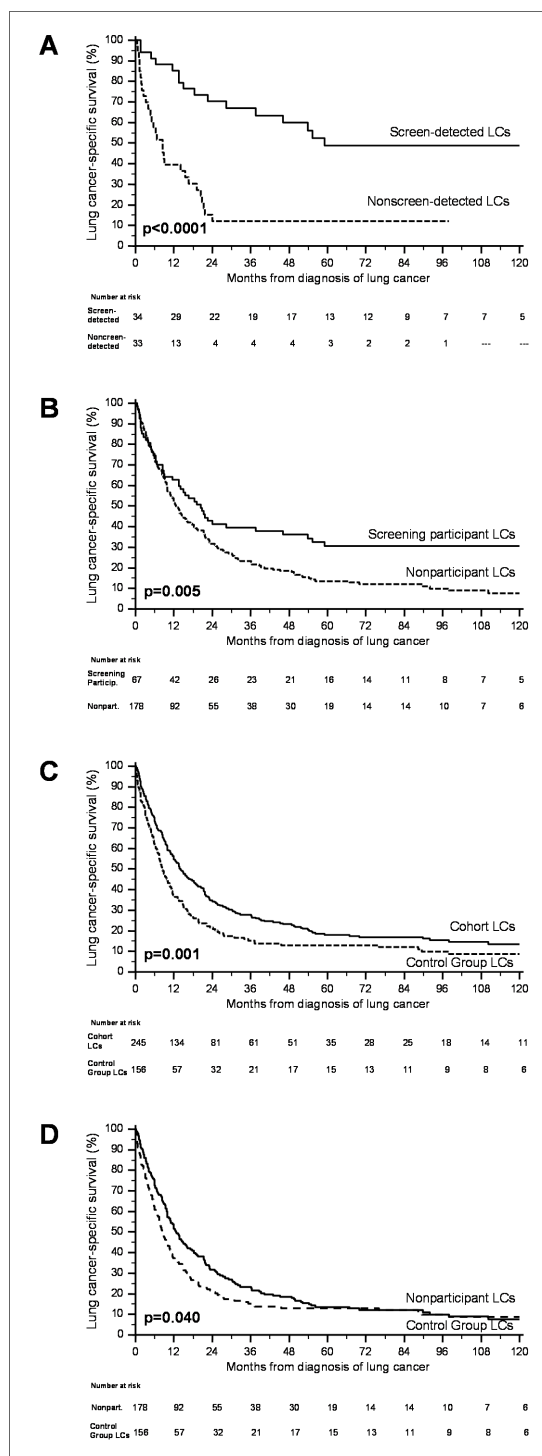 A
Lung cancer-specific survival (%)
100
90
80
70
60
50
40
30
20
10
0
Screen-detected LCs
Nonscreen-detected LCs
p<0.0001
0 12 24 36 48 60 72 84 96 108 120
Months from diagnosis of lung cancer
Number at risk
Screen-
detected 34 29 22 19 17 13 12 9 7 7 5
Noncreen-
detected 33 13 4 4 4 3 2 2 1 --- ---
B
Lung cancer-specific survival (%)
100
90
80
70
60
50
40
30
20
10
0
Screening participant LCs
Nonparticipant LCs
p=0.005
0 12 24 36 48 60 72 84 96 108 120
Months from diagnosis of lung cancer
Number at risk
Screening
Particip. 67 42 26 23 21 16 14 11 8 7 5
Nonpart. 178 92 55 38 30 19 14 14 10 7 6
C
Lung cancer-specific survival (%)
100
90
80
70
60
50
40
30
20
10
0
Cohort LCs
Control Group LCs
p=0.001
0 12 24 36 48 60 72 84 96 108 120
Months from diagnosis of lung cancer
Number at risk
Cohort
LCs 245 134 81 61 51 35 28 25 18 14 11
Control
Group LCs 156 57 32 21 17 15 13 11 9 8 6
D
Lung cancer-specific survival (%)
100
90
80
70
60
50
40
30
20
10
0
Nonparticipant LCs
Control Group LCs
p=0.040
0 12 24 36 48 60 72 84 96 108 120
Months from diagnosis of lung cancer
Number at risk
Nonpart. 178 92 55 38 30 19 14 14 10 7 6
Control
Group LCs 156 57 32 21 17 15 13 11 9 8 6